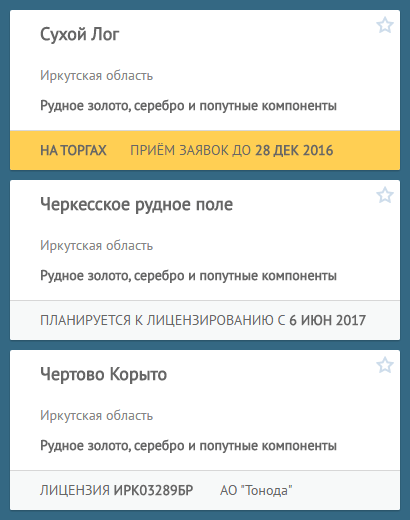 Сухой Лог
Иркутская область
Рудное золото, серебро и попутные компоненты
НА ТОРГАХ ПРИЁМ ЗАЯВОК ДО 28 ДЕК 2016
Черкесское рудное поле
Иркутская область
Рудное золото, серебро и попутные компоненты
ПЛАНИРУЕТСЯ К ЛИЦЕНЗИРОВАНИЮ С 6 ИЮН 2017
Чертово Корыто
Иркутская область
Рудное золото, серебро и попутные компоненты
ЛИЦЕНЗИЯ ИРК03289БР АО "Тонода"